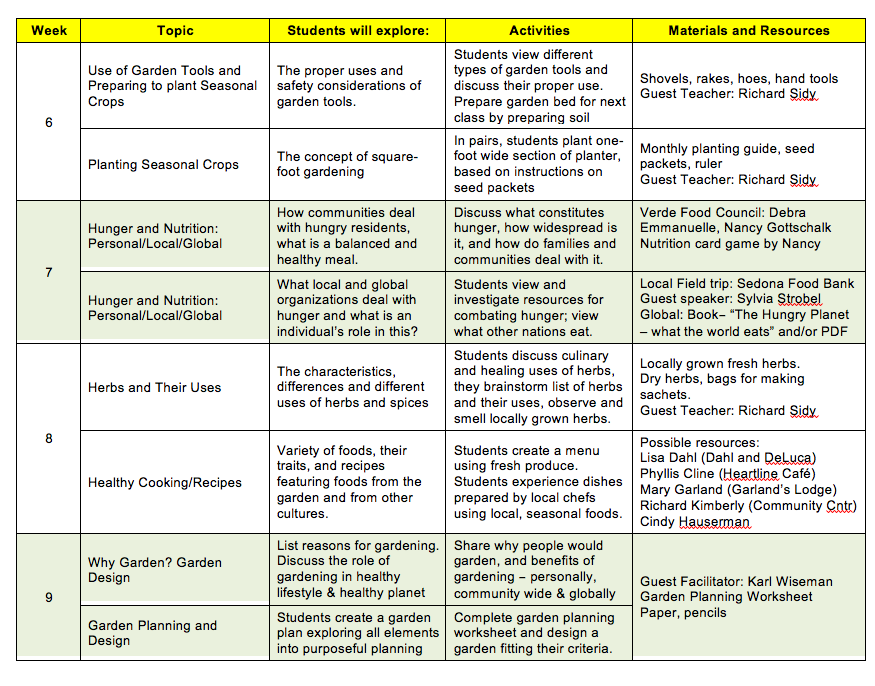 Week Topic Students will explore: Activities Materials and Resources
6
Use of Garden Tools and
Preparing to plant Seasonal
Crops
The proper uses and
safety considerations of
garden tools.
Students view different
types of garden tools and
discuss their proper use.
Prepare garden bed for next
class by preparing soil
Shovels, rakes, hoes, hand tools
Guest Teacher: Richard Sidy
Planting Seasonal Crops
The concept of square-
foot gardening
In pairs, students plant one-
foot wide section of planter,
based on instructions on
seed packets
Monthly planting guide, seed
packets, ruler
Guest Teacher: Richard Sidy
7
Hunger and Nutrition:
Personal/Local/Global
How communities deal
with hungry residents,
what is a balanced and
healthy meal.
Discuss what constitutes
hunger, how widespread is
it, and how do families and
communities deal with it.
Verde Food Council: Debra
Emmanuelle, Nancy Gottschalk
Nutrition card game by Nancy
Hunger and Nutrition:
Personal/Local/Global
What local and global
organizations deal with
hunger and what is an
individual's role in this?
Students view and
investigate resources for
combating hunger; view
what other nations eat.
Local Field trip: Sedona Food Bank
Guest speaker: Sylvia Strobel
Global: Book– “The Hungry Planet
– what the world eats” and/or PDF
8
Herbs and Their Uses
The characteristics,
differences and different
uses of herbs and spices
Students discuss culinary
and healing uses of herbs,
they brainstorm list of herbs
and their uses, observe and
smell locally grown herbs.
Locally grown fresh herbs.
Dry herbs, bags for making
sachets.
Guest Teacher: Richard Sidy
Healthy Cooking/Recipes
Variety of foods, their
traits, and recipes
featuring foods from the
garden and from other
cultures.
Students create a menu
using fresh produce.
Students experience dishes
prepared by local chefs
using local, seasonal foods.
Possible resources:
Lisa Dahl (Dahl and DeLuca)
Phyllis Cline (Heartline Café)
Mary Garland (Garland's Lodge)
Richard Kimberly (Community Cntr)
Cindy Hauserman
9
Why Garden? Garden
Design
List reasons for gardening.
Discuss the role of
gardening in healthy
lifestyle & healthy planet
Share why people would
garden, and benefits of
gardening – personally,
community wide & globally
Guest Facilitator: Karl Wiseman
Garden Planning Worksheet
Paper, pencils
Garden Planning and
Design
Students create a garden
plan exploring all elements
into purposeful planning
Complete garden planning
worksheet and design a
garden fitting their criteria.